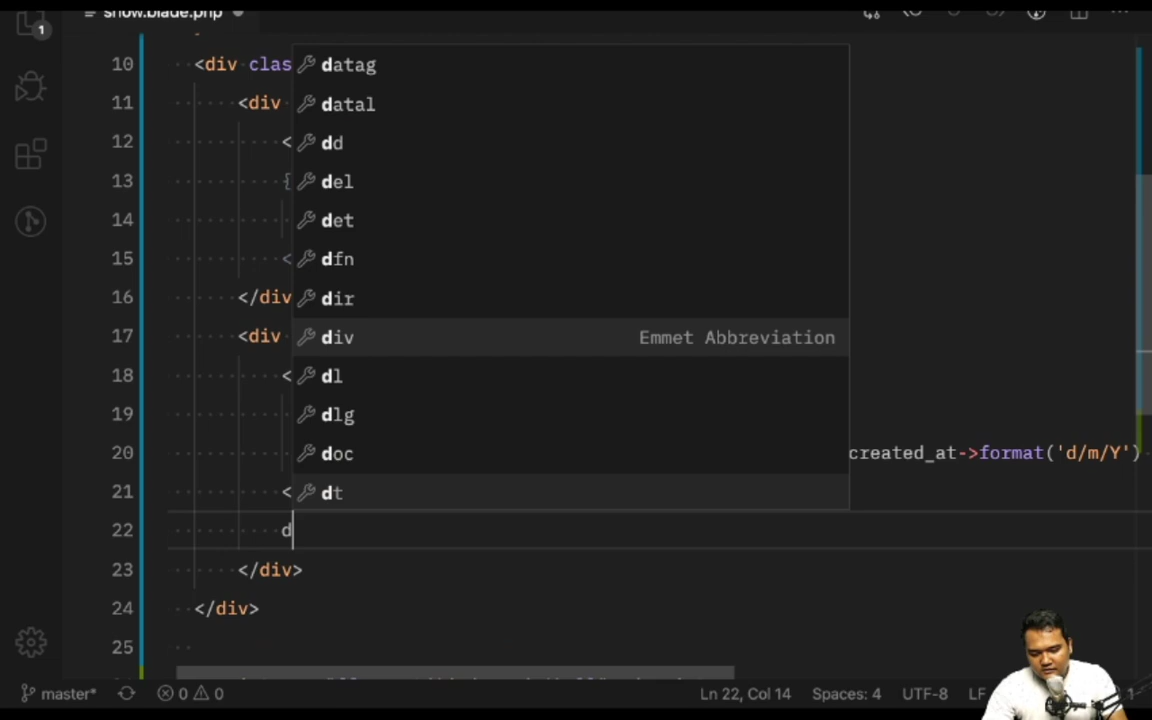 show.blade.php
1
10 <div clas
datag
11 <div
datal
12 <
dd
13 {
del
14
det
15 <
dfn
16 </div
dir
17 <div
div Emmet Abbreviation
18 <
dl
19
dlg
20
doc
created_at->format('d/m/Y')
21 <
dt
22 d
23 </div>
24 </div>
25
master* 0 0 Ln 22, Col 14 Spaces: 4 UTF-8 LF 1